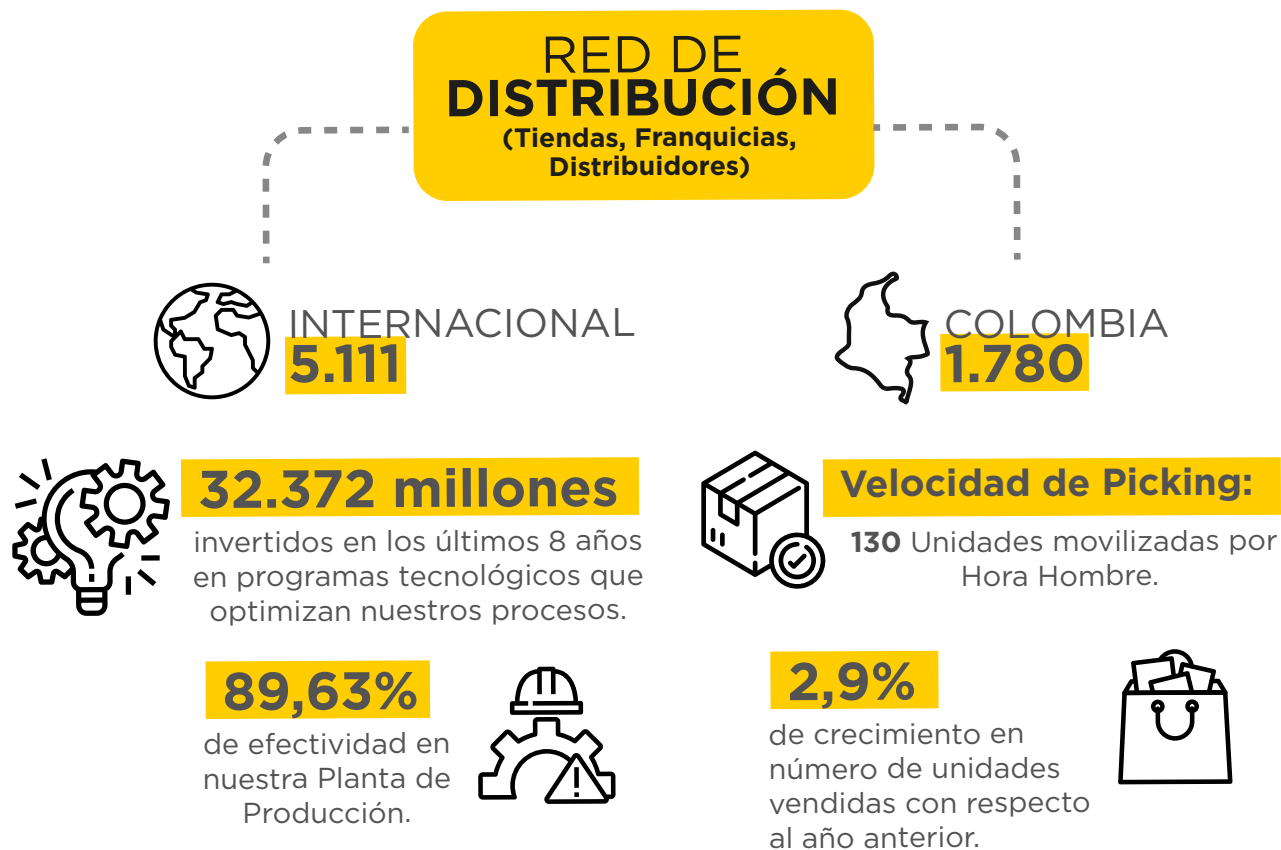 RED DE
DISTRIBUCIÓN
(Tiendas, Franquicias,
Distribuidores)
INTERNACIONAL
5.111
COLOMBIA
1.780
32.372 millones
invertidos en los últimos 8 años
en programas tecnológicos que
optimizan nuestros procesos.
Velocidad de Picking:
130 Unidades movilizadas por
Hora Hombre.
89,63%
de efectividad en
nuestra Planta de
Producción.
2,9%
de crecimiento en
número de unidades
vendidas con respecto
al año anterior.